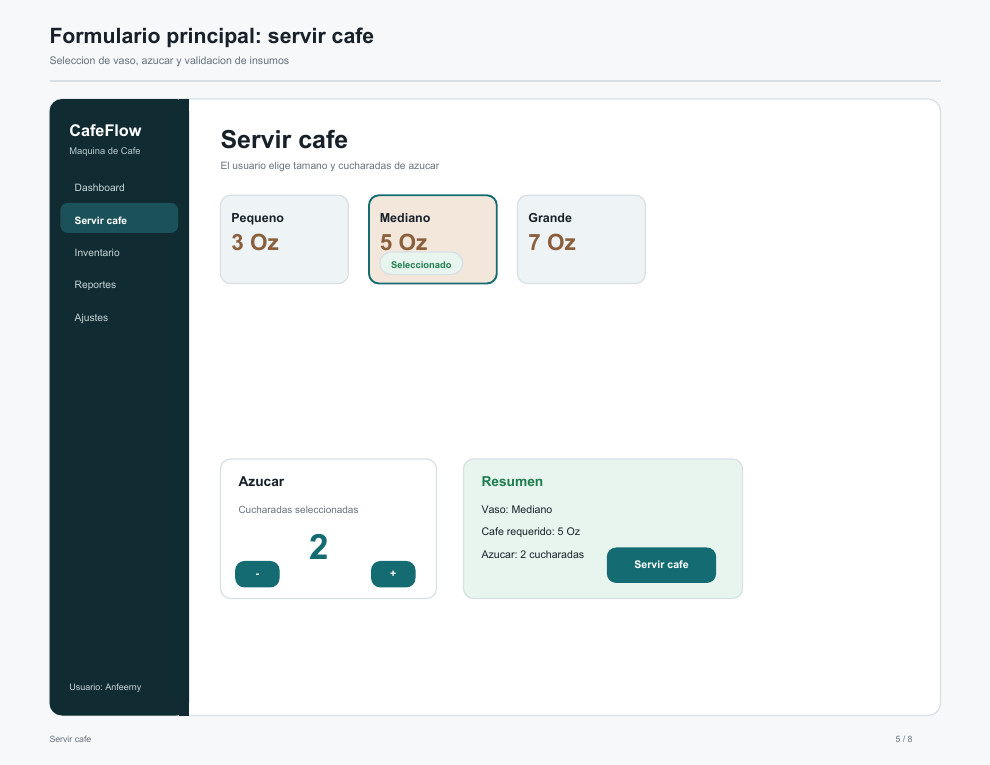 Formulario principal: servir cafe
Seleccion de vaso, azucar y validacion de insumos
CafeFlow
Maquina de Cafe
Dashboard
Servir cafe
Inventario
Reportes
Ajustes
Usuario: Anfeerny
Servir cafe
El usuario elige tamano y cucharadas de azucar
Pequeno
3 Oz
Mediano
5 Oz
Seleccionado
Grande
7 Oz
Azucar
Cucharadas seleccionadas
2
-
+
Resumen
Vaso: Mediano
Cafe requerido: 5 Oz
Azucar: 2 cucharadas
Servir cafe
Servir cafe
5 / 8